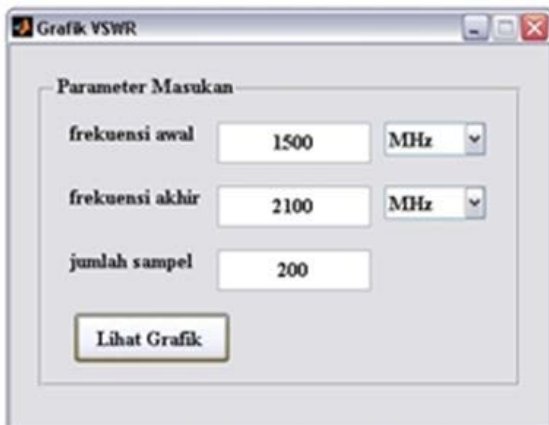 Grafik VSWR
Parameter Masukan
frekuensi awal 1500 MHz
frekuensi akhir 2100 MHz
jumlah sampel 200
Lihat Grafik